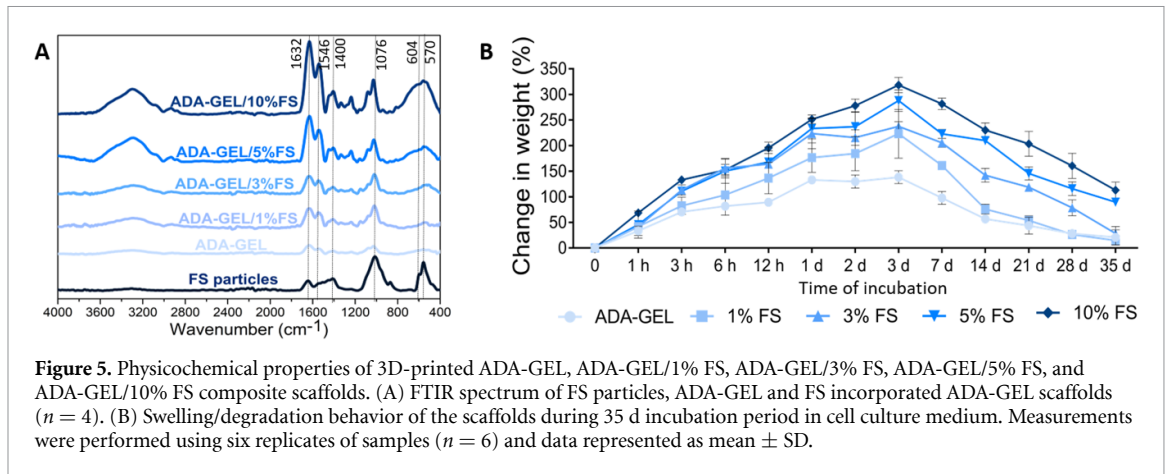 A
1632
1546
1400
1076
604
570
ADA-GEL/10%FS
ADA-GEL/5%FS
ADA-GEL/3%FS
ADA-GEL/1%FS
ADA-GEL
FS particles
4000 3600 3200 2800 2400 2000 1600 1200 800 400
Wavenumber (cm-1)
B
Change in weight (%)
350
300
250
200
150
100
50
0
0 1 h 3 h 6 h 12 h 1 d 2 d 3 d 7 d 14 d 21 d 28 d 35 d
Time of incubation
ADA-GEL 1% FS 3% FS 5% FS 10% FS
Figure 5. Physicochemical properties of 3D-printed ADA-GEL, ADA-GEL/1% FS, ADA-GEL/3% FS, ADA-GEL/5% FS, and
ADA-GEL/10% FS composite scaffolds. (A) FTIR spectrum of FS particles, ADA-GEL and FS incorporated ADA-GEL scaffolds
(n = 4). (B) Swelling/degradation behavior of the scaffolds during 35 d incubation period in cell culture medium. Measurements
were performed using six replicates of samples (n = 6) and data represented as mean ± SD.